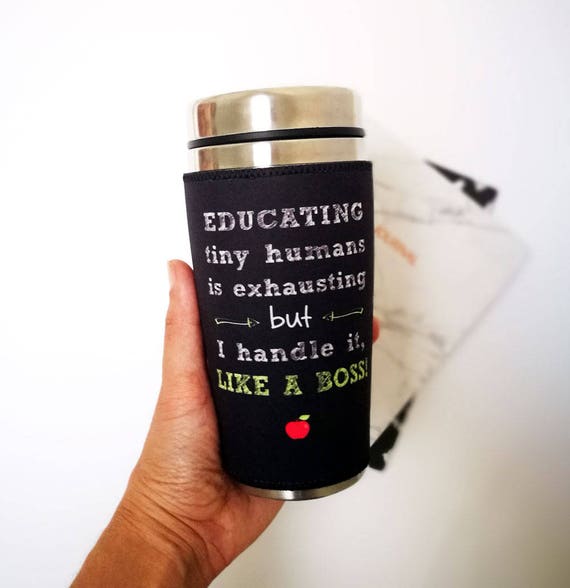 EDUCATING
tiny humans
is exhausting
but
I handle it,
LIKE A BOSS!